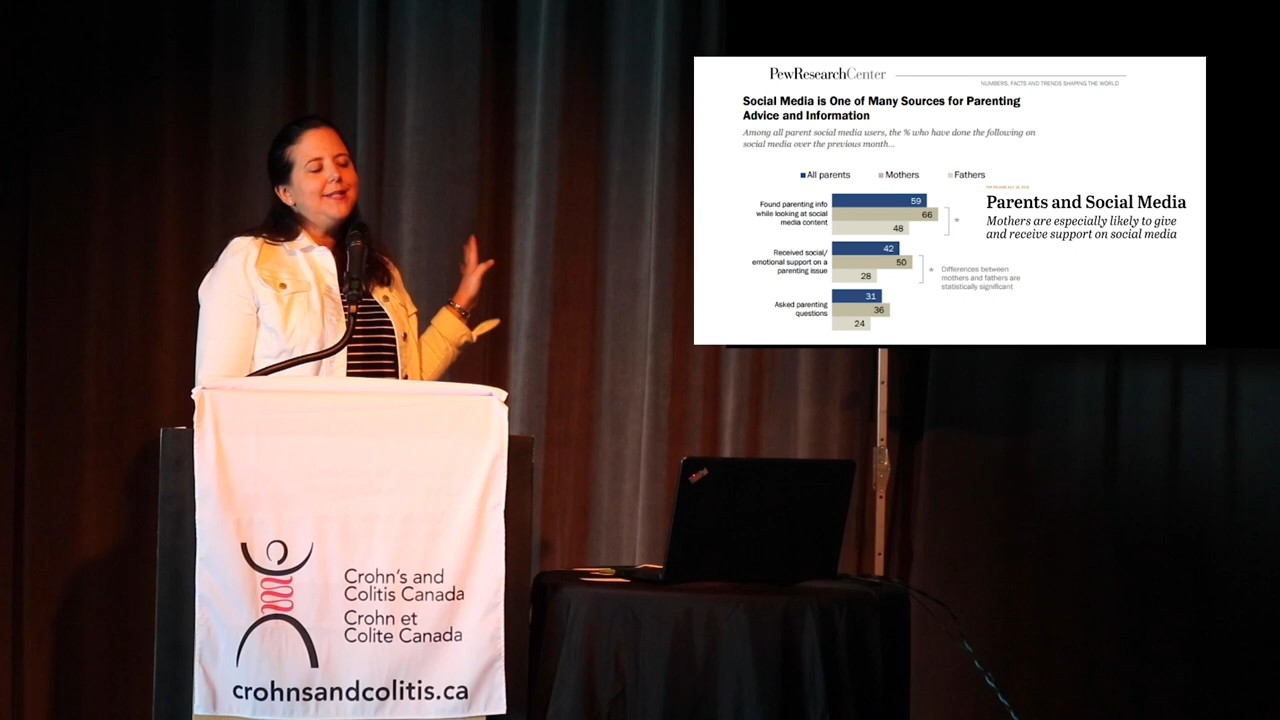 PewResearchCenter
NUMBERS, FACTS AND TRENDS SHAPING THE WORLD
Social Media is One of Many Sources for Parenting
Advice and Information
Among all parent social media users, the % who have done the following on
social media over the previous month...
All parents Mothers Fathers
Found parenting info
while looking at social
media content
59
66
48
*
Received social/
emotional support on a
parenting issue
42
50
28
* Differences between
mothers and fathers are
statistically significant
Asked parenting
questions
31
36
24
Parents and Social Media
Mothers are especially likely to give
and receive support on social media
Crohn's and
Colitis Canada
Crohn et
Colite Canada
crohnsandcolitis.ca